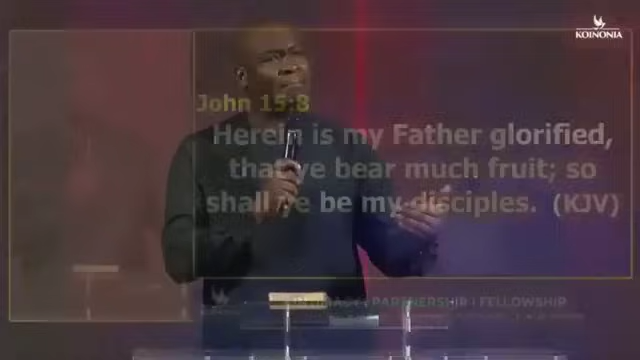 KOINONIA
John 15:8
Herein is my Father glorified,
that ye bear much fruit; so
shall ye be my disciples. (KJV)
PARTNERSHIP | FELLOWSHIP